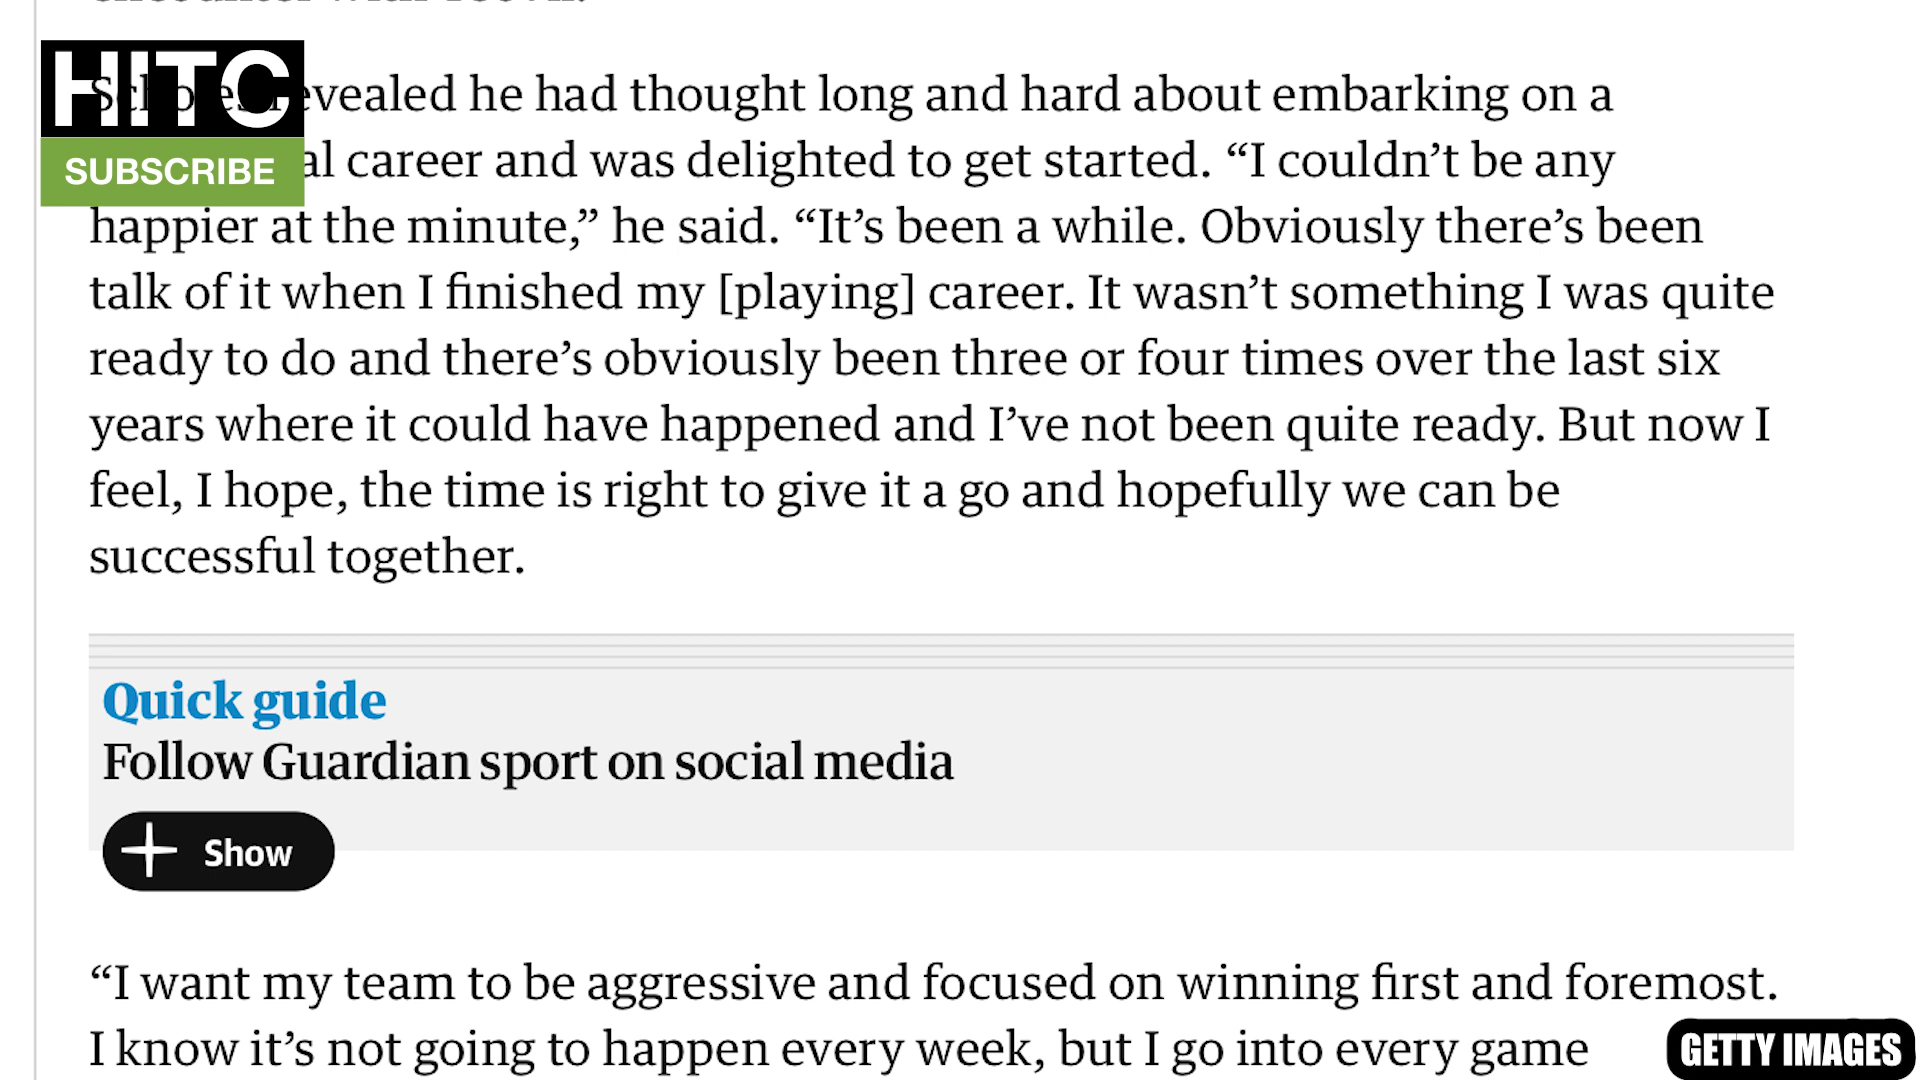 HITC
SUBSCRIBE
Scholes revealed he had thought long and hard about embarking on a
career and was delighted to get started. “I couldn’t be any
happier at the minute,” he said. “It’s been a while. Obviously there’s been
talk of it when I finished my [playing] career. It wasn’t something I was quite
ready to do and there’s obviously been three or four times over the last six
years where it could have happened and I’ve not been quite ready. But now I
feel, I hope, the time is right to give it a go and hopefully we can be
successful together.
Quick guide
Follow Guardian sport on social media
Show
“I want my team to be aggressive and focused on winning first and foremost.
I know it’s not going to happen every week, but I go into every game
GETTY IMAGES